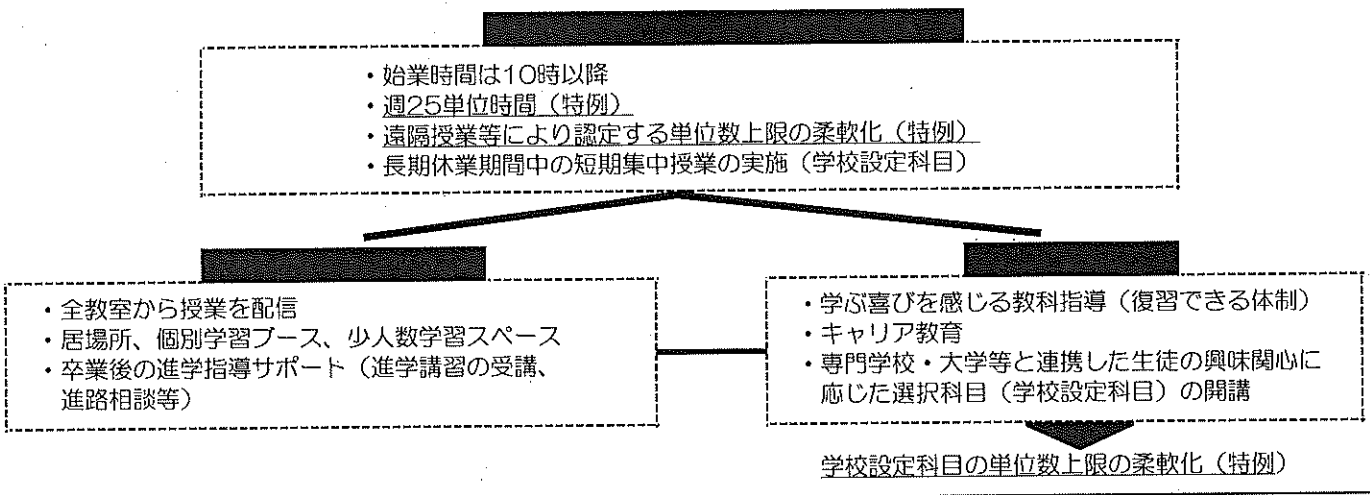 ・始業時間は10時以降
・週25単位時間（特例）
・遠隔授業等により認定する単位数上限の柔軟化（特例）
・長期休業期間中の短期集中授業の実施（学校設定科目）
・全教室から授業を配信
・居場所、個別学習ブース、少人数学習スペース
・卒業後の進学指導サポート（進学講習の受講、
進路相談等）
・学ぶ喜びを感じる教科指導（復習できる体制）
・キャリア教育
・専門学校・大学等と連携した生徒の興味関心に
応じた選択科目（学校設定科目）の開講
学校設定科目の単位数上限の柔軟化（特例）